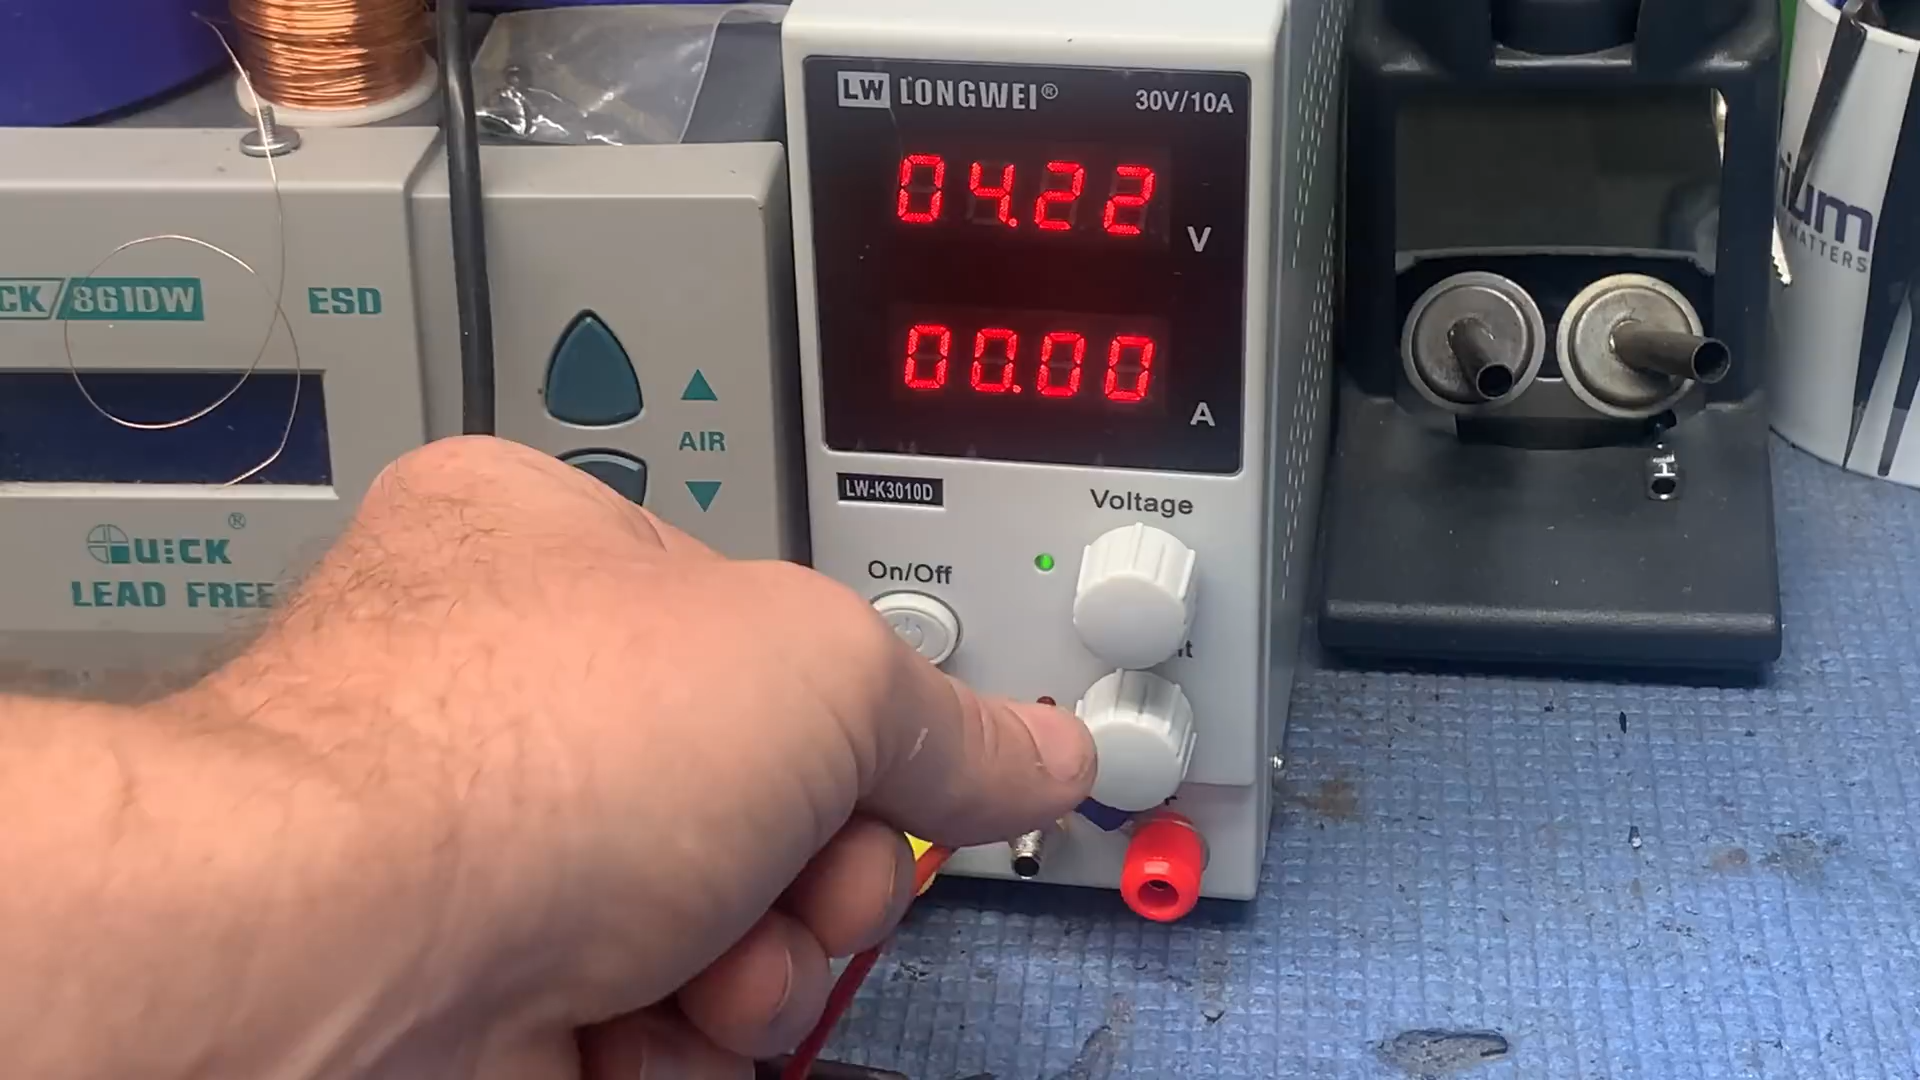 LW LONGWEI® 30V/10A
04.22 V
00.00 A
LW-K3010D
Voltage
On/Off
CK 861DW ESD
AIR
QUICK ®
LEAD FREE
MATTERS